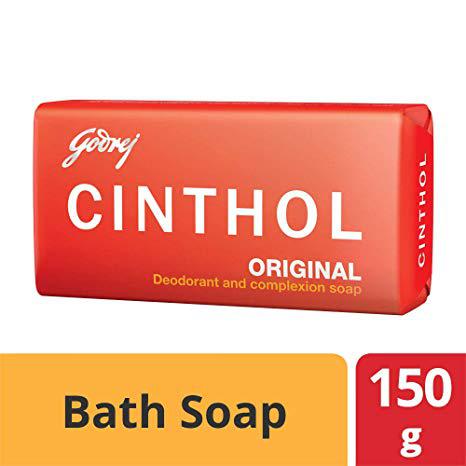 Godrej
CINTHOL
ORIGINAL
Deodorant and complexion soap
CINTHOL
Bath Soap
150
g